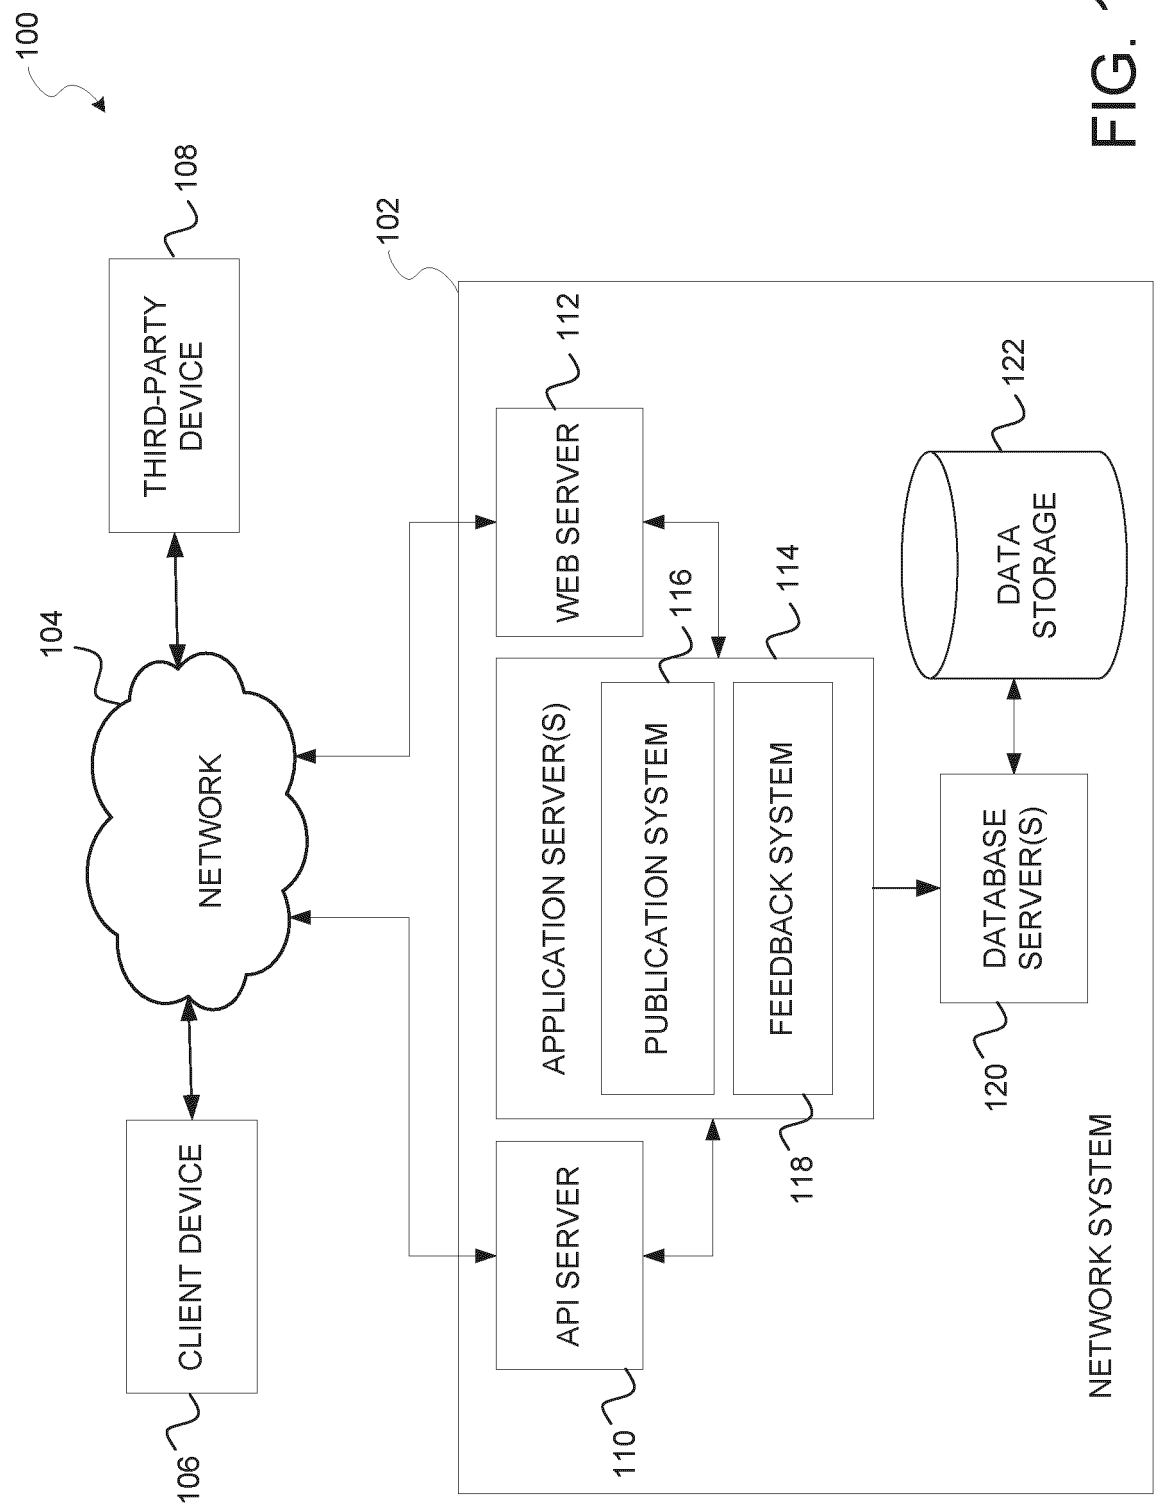 100
104
106
CLIENT DEVICE
NETWORK
THIRD-PARTY
DEVICE
108
102
110
API SERVER
APPLICATION SERVER(S)
WEB SERVER
112
PUBLICATION SYSTEM
116
118
FEEDBACK SYSTEM
114
120
DATABASE
SERVER(S)
DATA
STORAGE
122
NETWORK SYSTEM
FIG.